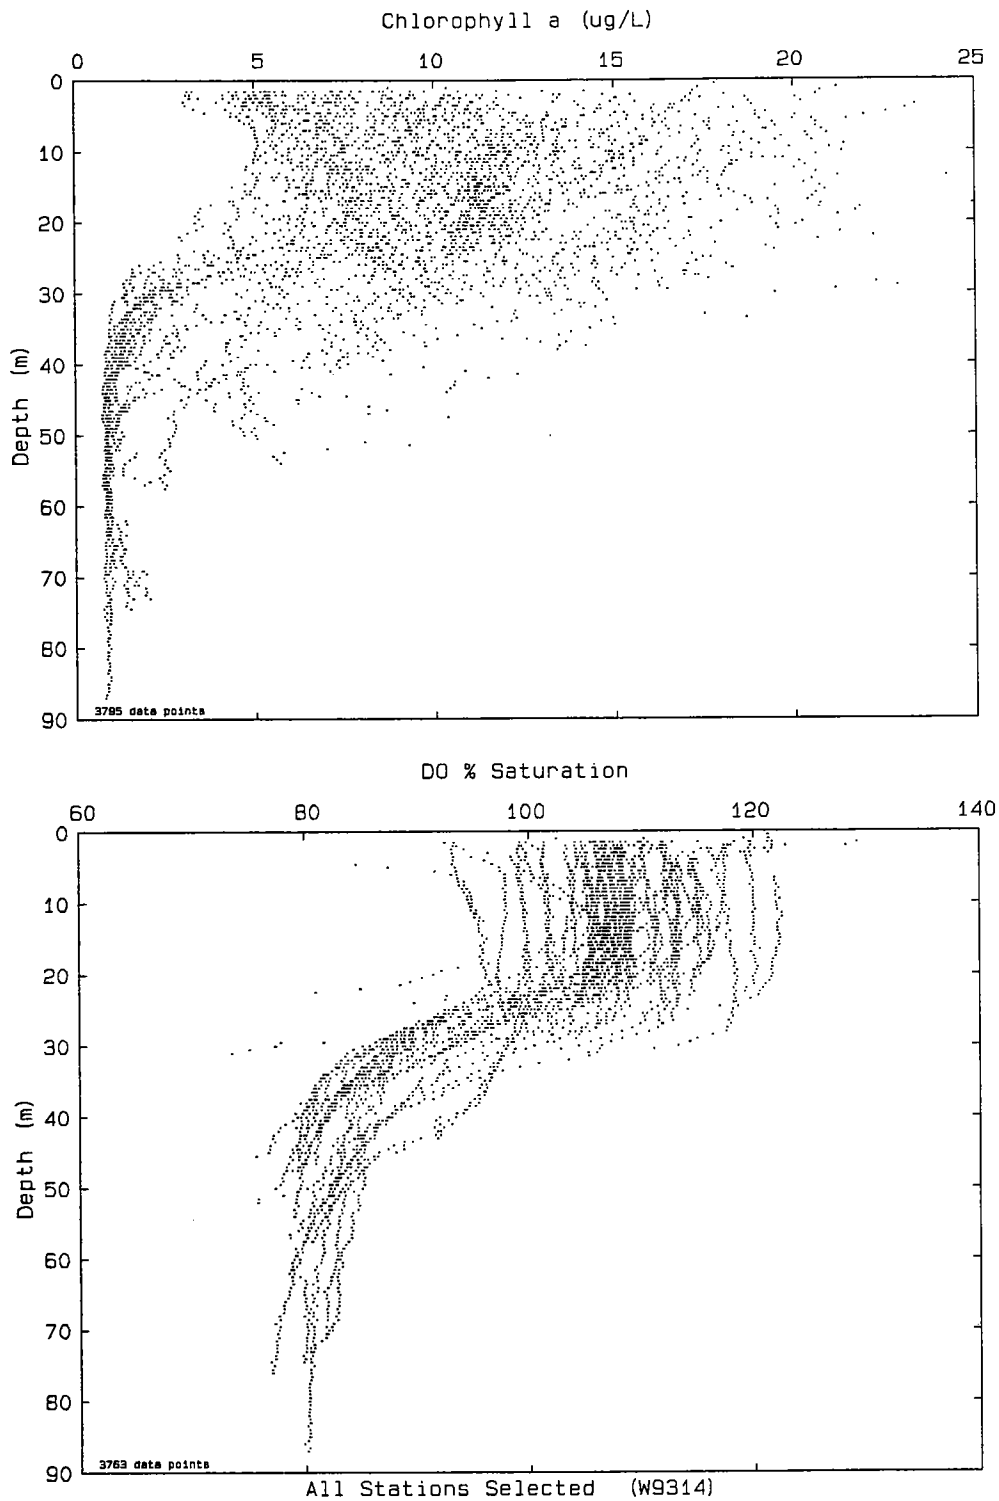 Chlorophyll a (ug/L)
0 5 10 15 20 25
0
10
20
30
40
50
60
70
80
90
Depth (m)
3795 data points
DO % Saturation
60 80 100 120 140
0
10
20
30
40
50
60
70
80
90
Depth (m)
3763 data points
All Stations Selected (W9314)